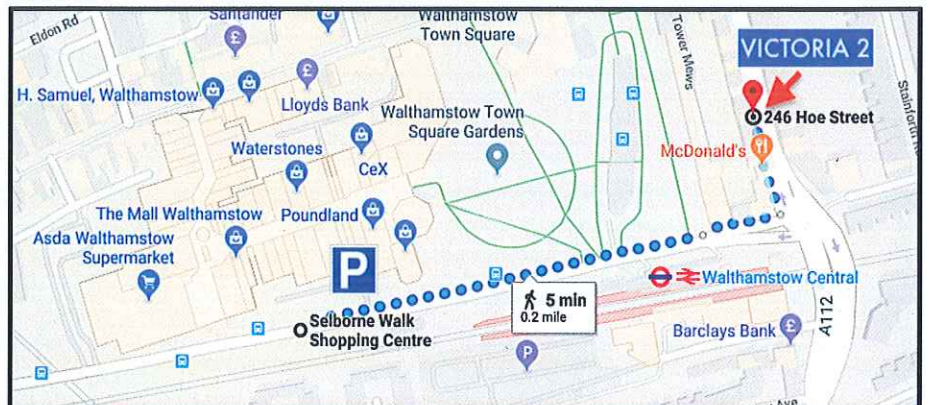 Santander
Eldon Rd
Walthamstow
Town Square
Tower Mews
VICTORIA 2
H. Samuel, Walthamstow
Lloyds Bank
Walthamstow Town
Square Gardens
246 Hoe Street
McDonald's
Waterstones
CeX
The Mall Walthamstow
Poundland
Asda Walthamstow
Supermarket
P
Walthamstow Central
5 min
0.2 mile
Selborne Walk
Shopping Centre
Barclays Bank
A112
P